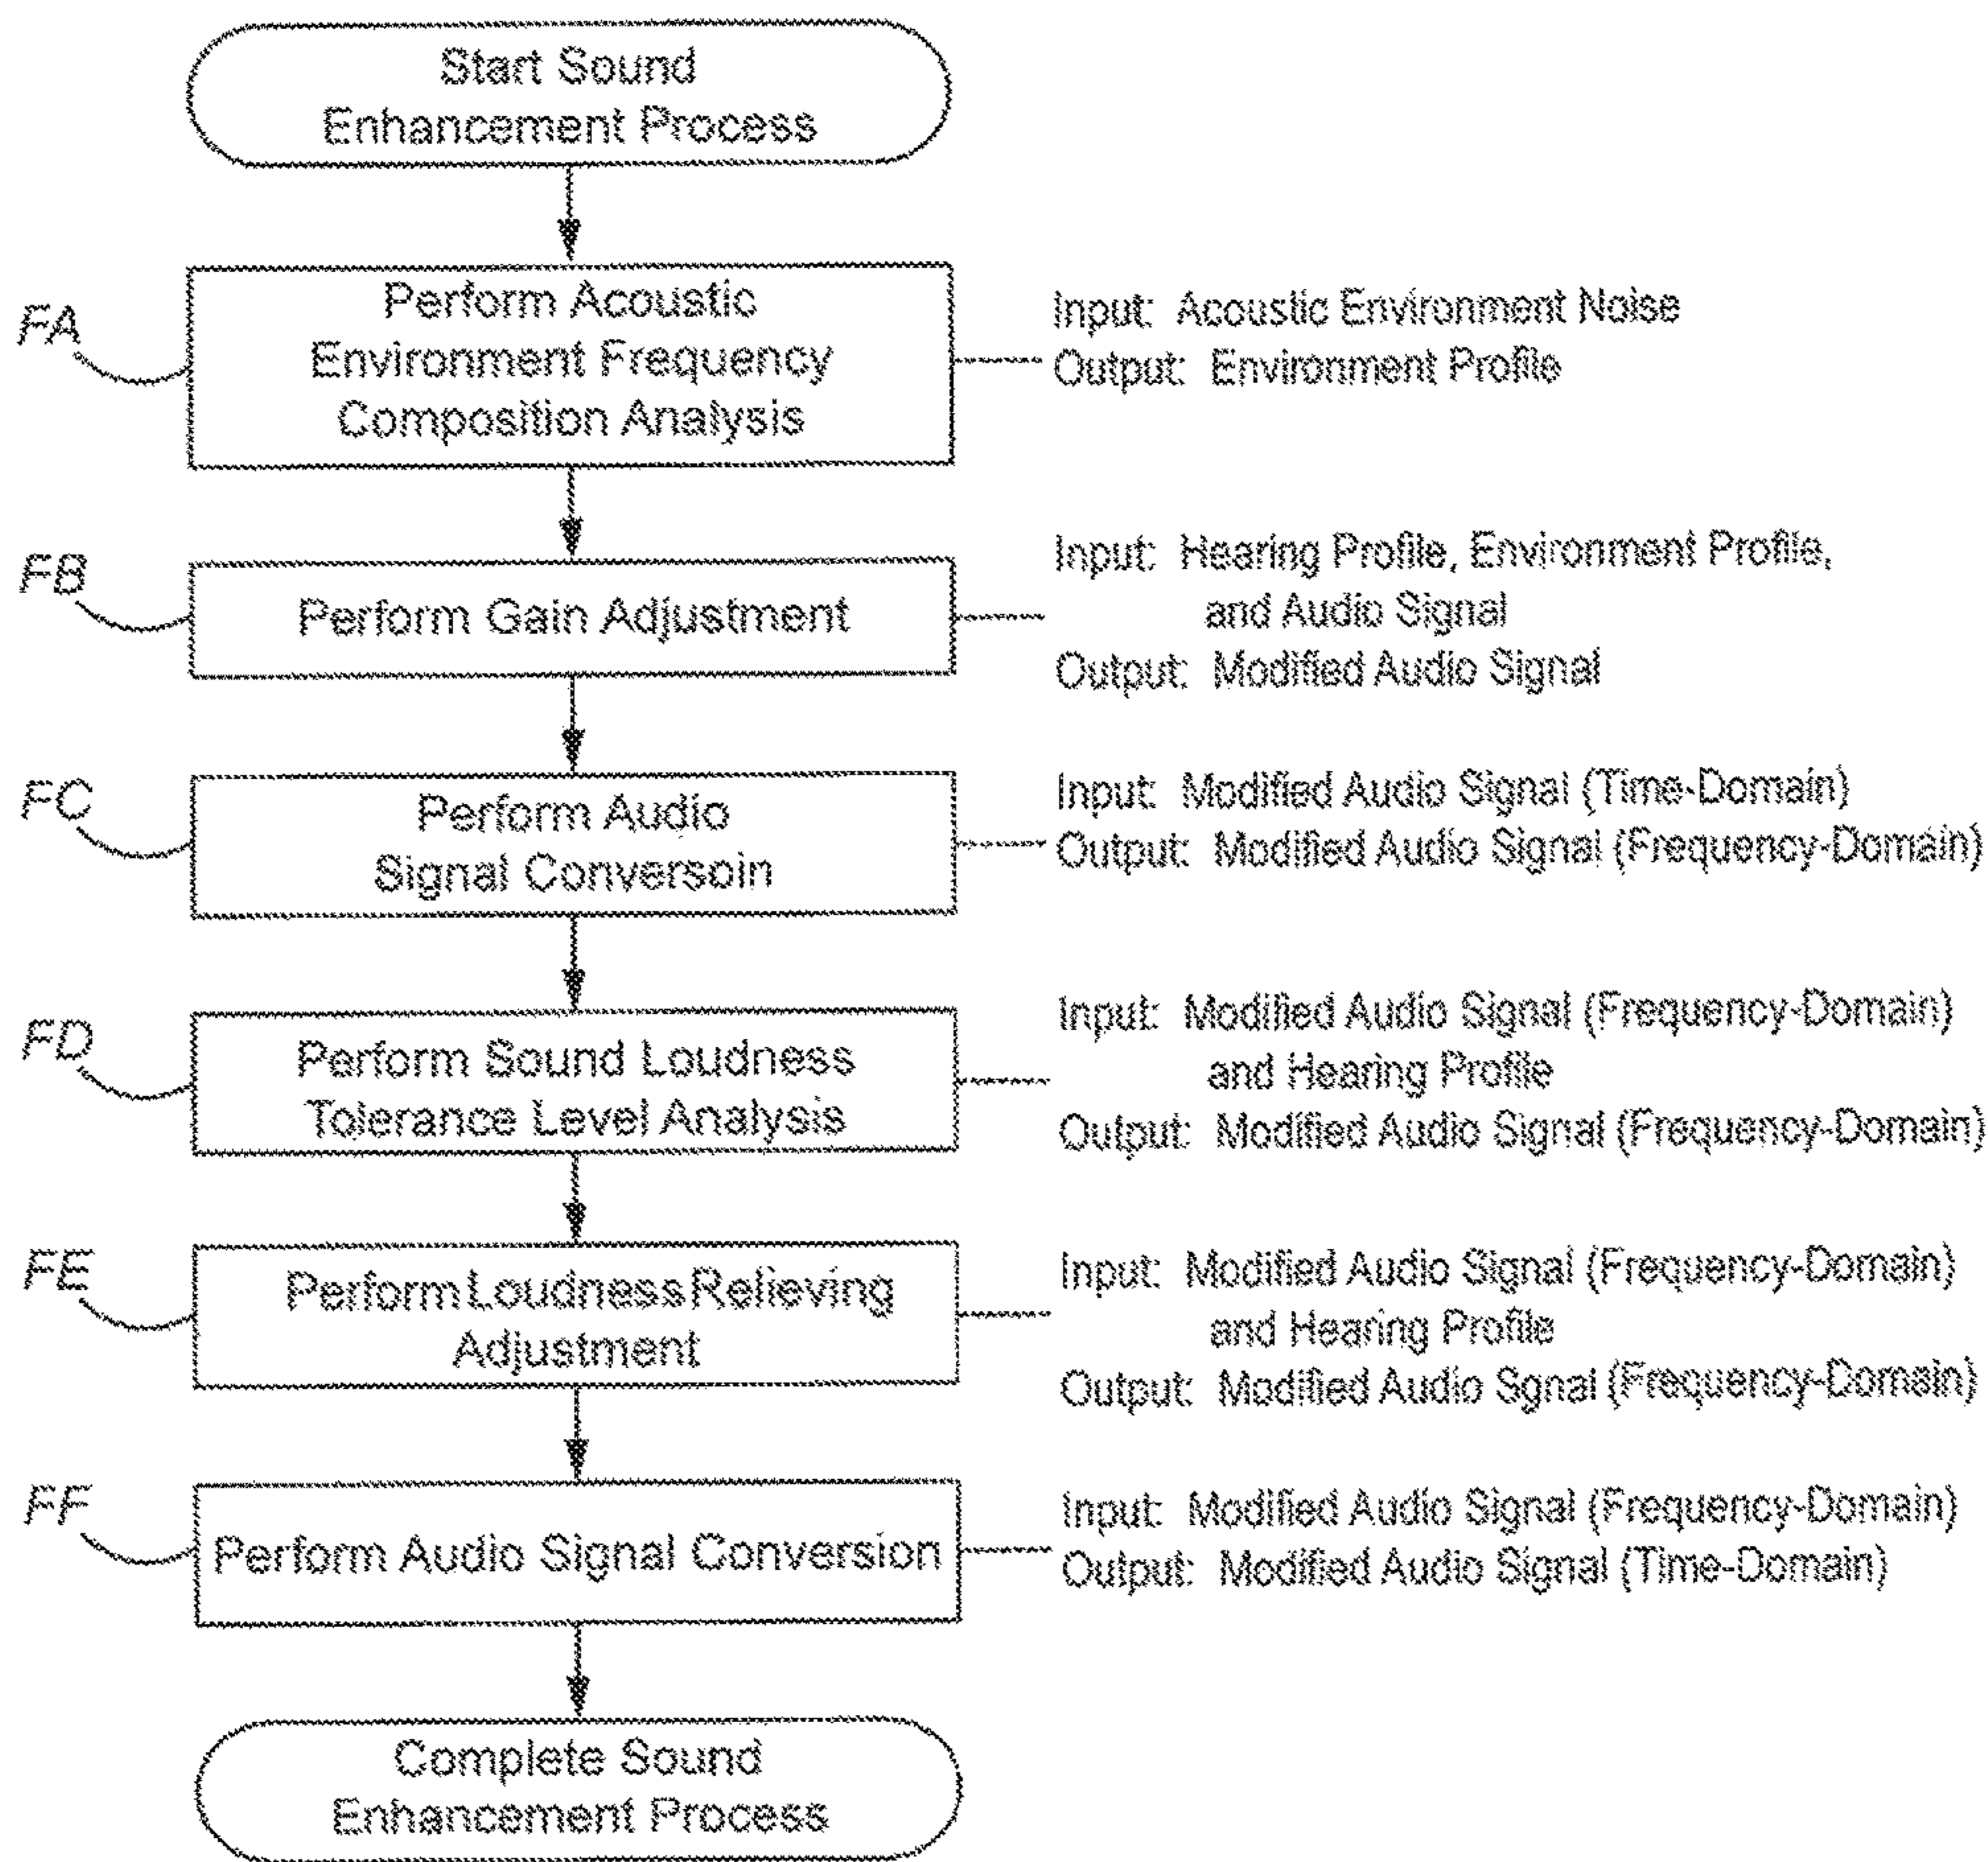 Start Sound
Enhancement Process
FA
Perform Acoustic
Environment Frequency
Composition Analysis
Input: Acoustic Environment Noise
Output: Environment Profile
FB
Perform Gain Adjustment
Input: Hearing Profile, Environment Profile,
and Audio Signal
Output: Modified Audio Signal
FC
Perform Audio
Signal Conversoin
Input: Modified Audio Signal (Time-Domain)
Output: Modified Audio Signal (Frequency-Domain)
FD
Perform Sound Loudness
Tolerance Level Analysis
Input: Modified Audio Signal (Frequency-Domain)
and Hearing Profile
Output: Modified Audio Signal (Frequency-Domain)
FE
Perform Loudness Relieving
Adjustment
Input: Modified Audio Signal (Frequency-Domain)
and Hearing Profile
Output: Modified Audio Sgnal (Frequency-Domain)
FF
Perform Audio Signal Conversion
Input: Modified Audio Signal (Frequency-Domain)
Output: Modified Audio Signal (Time-Domain)
Complete Sound
Enhancement Process